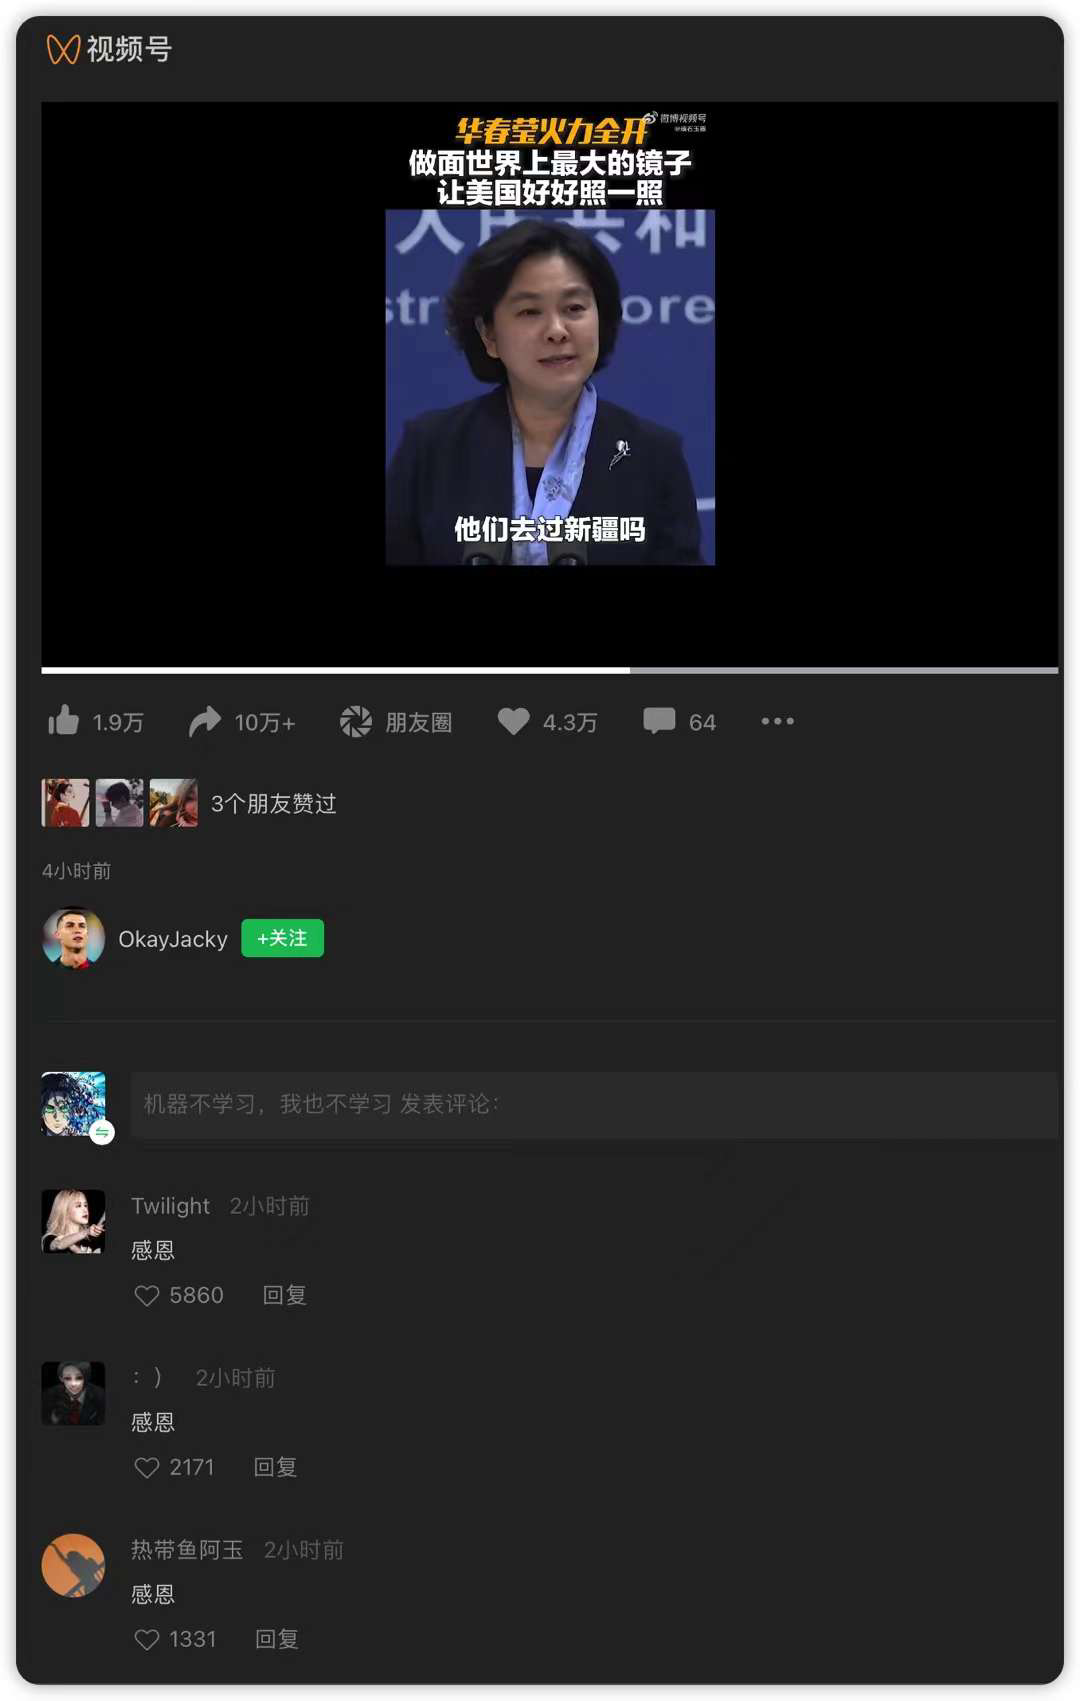 视频号
华春莹火力全开
微博视频号
做面世界上最大的镜子
让美国好好照一照
人民共和
str
ore
他们去过新疆吗
1.9万
10万+
朋友圈
4.3万
64
3个朋友赞过
4小时前
OkayJacky +关注
机器不学习，我也不学习 发表评论：
Twilight 2小时前
感恩
5860 回复
：） 2小时前
感恩
2171 回复
热带鱼阿玉 2小时前
感恩
1331 回复